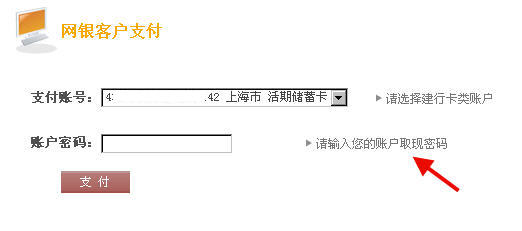 网银客户支付
支付账号： 4 .42 上海市 活期储蓄卡 请选择建行卡类账户
账户密码： 请输入您的账户取现密码
支 付